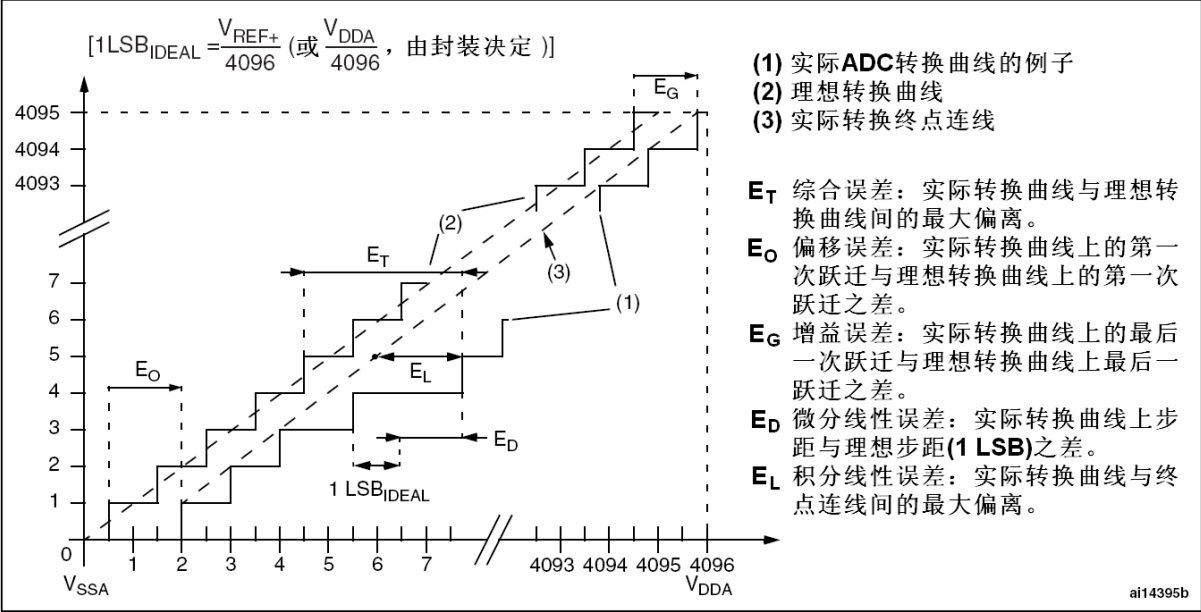 [1LSB_IDEAL = V_REF+/4096 (或 V_DDA/4096 ，由封装决定 )]
(1) 实际ADC转换曲线的例子
(2) 理想转换曲线
(3) 实际转换终点连线
E_T 综合误差：实际转换曲线与理想转
换曲线间的最大偏离。
E_O 偏移误差：实际转换曲线上的第一
次跃迁与理想转换曲线上的第一次
跃迁之差。
E_G 增益误差：实际转换曲线上的最后
一次跃迁与理想转换曲线上最后一
跃迁之差。
E_D 微分线性误差：实际转换曲线上步
距与理想步距(1 LSB)之差。
E_L 积分线性误差：实际转换曲线与终
点连线间的最大偏离。
4095
4094
4093
7
6
5
4
3
2
1
0
E_G
(2)
E_T
(3)
(1)
E_O
E_L
E_D
1 LSB_IDEAL
1 2 3 4 5 6 7 4093 4094 4095 4096
V_SSA
V_DDA
ai14395b